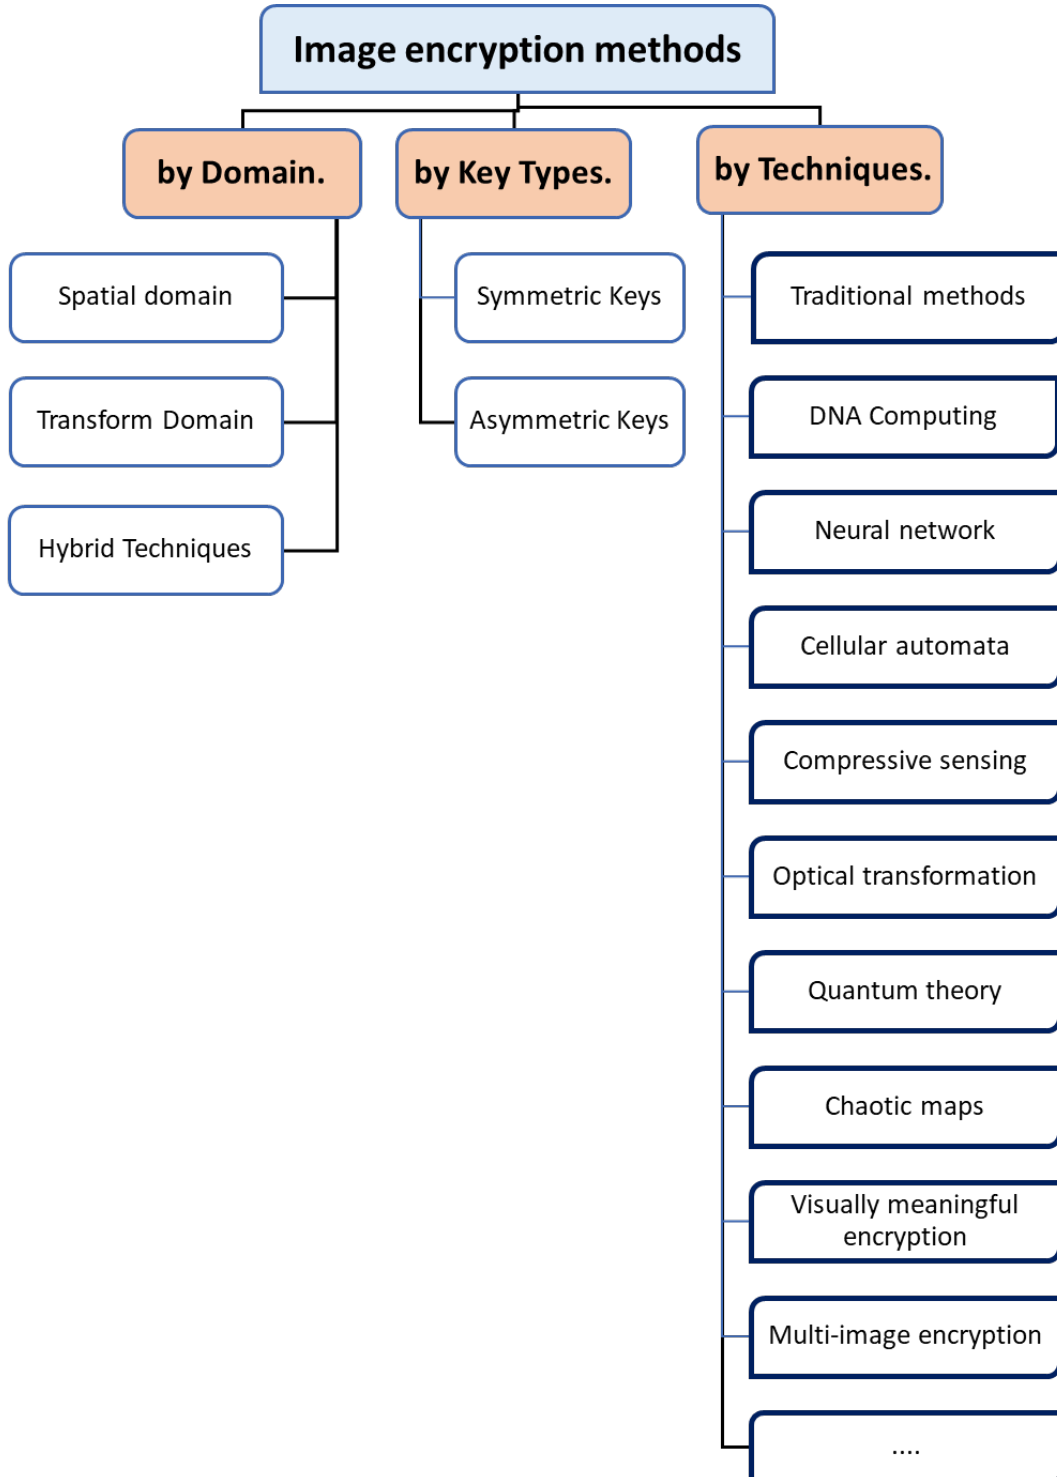 Image encryption methods
by Domain.
by Key Types.
by Techniques.
Spatial domain
Transform Domain
Hybrid Techniques
Symmetric Keys
Asymmetric Keys
Traditional methods
DNA Computing
Neural network
Cellular automata
Compressive sensing
Optical transformation
Quantum theory
Chaotic maps
Visually meaningful
encryption
Multi-image encryption
....